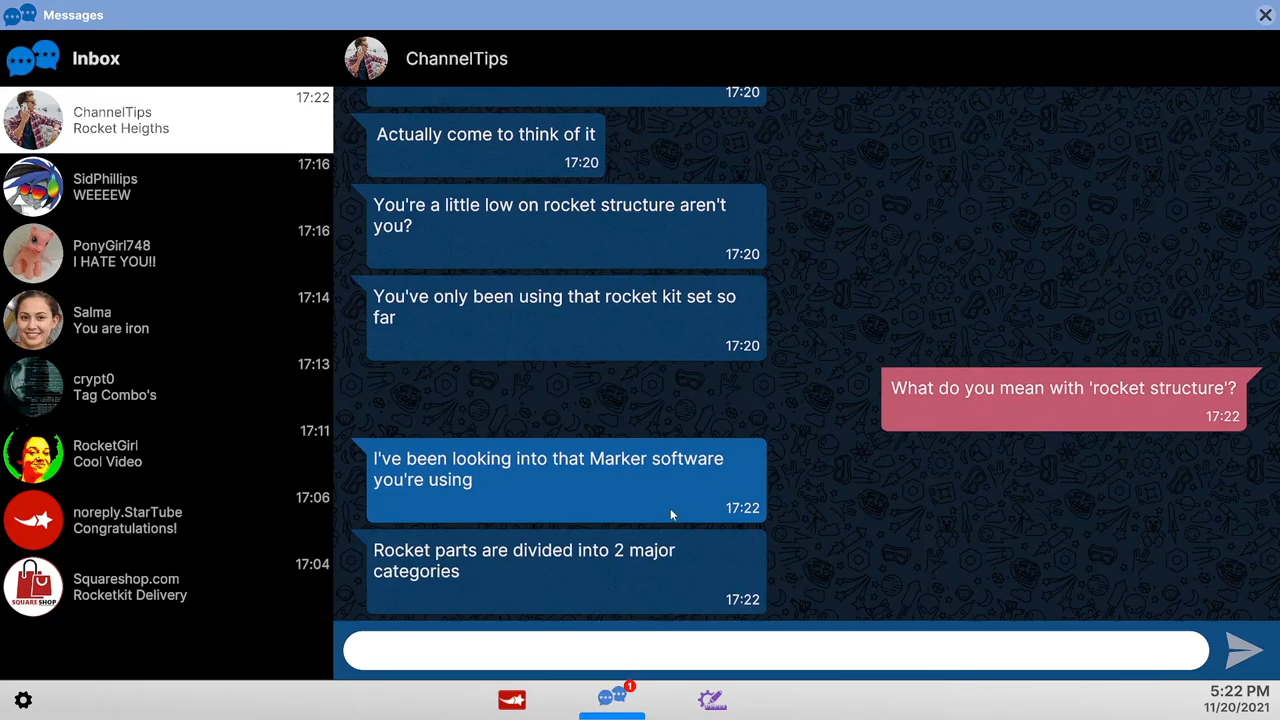 Messages
Inbox
ChannelTips
17:22
Rocket Heigths
17:16
SidPhillips
WEEEEW
17:16
PonyGirl748
I HATE YOU!!
17:14
Salma
You are iron
17:13
crypt0
Tag Combo's
17:11
RocketGirl
Cool Video
17:06
noreply.StarTube
Congratulations!
17:04
Squareshop.com
Rocketkit Delivery
SQUARE SHOP
ChannelTips
17:20
Actually come to think of it
17:20
You're a little low on rocket structure aren't
you?
17:20
You've only been using that rocket kit set so
far
17:20
What do you mean with 'rocket structure'?
17:22
I've been looking into that Marker software
you're using
17:22
Rocket parts are divided into 2 major
categories
17:22
1
5:22 PM
11/20/2021